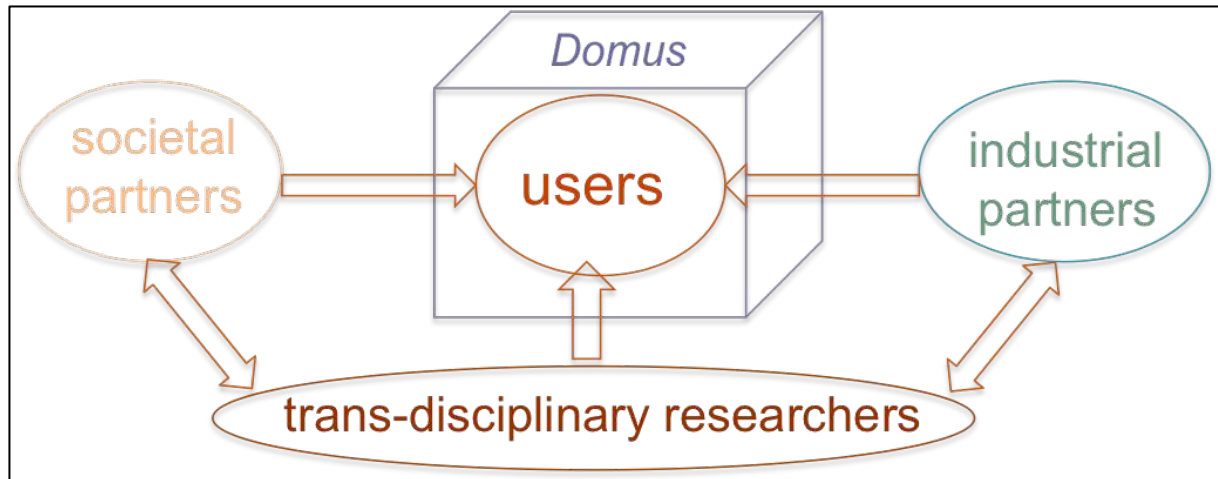 Domus
societal
partners
users
industrial
partners
trans-disciplinary researchers